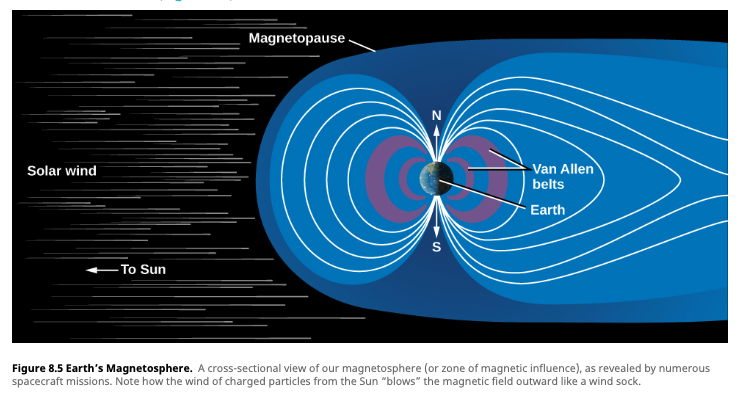 Magnetopause
N
Solar wind
Van Allen
belts
Earth
S
To Sun
Figure 8.5 Earth’s Magnetosphere. A cross-sectional view of our magnetosphere (or zone of magnetic influence), as revealed by numerous
spacecraft missions. Note how the wind of charged particles from the Sun “blows” the magnetic field outward like a wind sock.